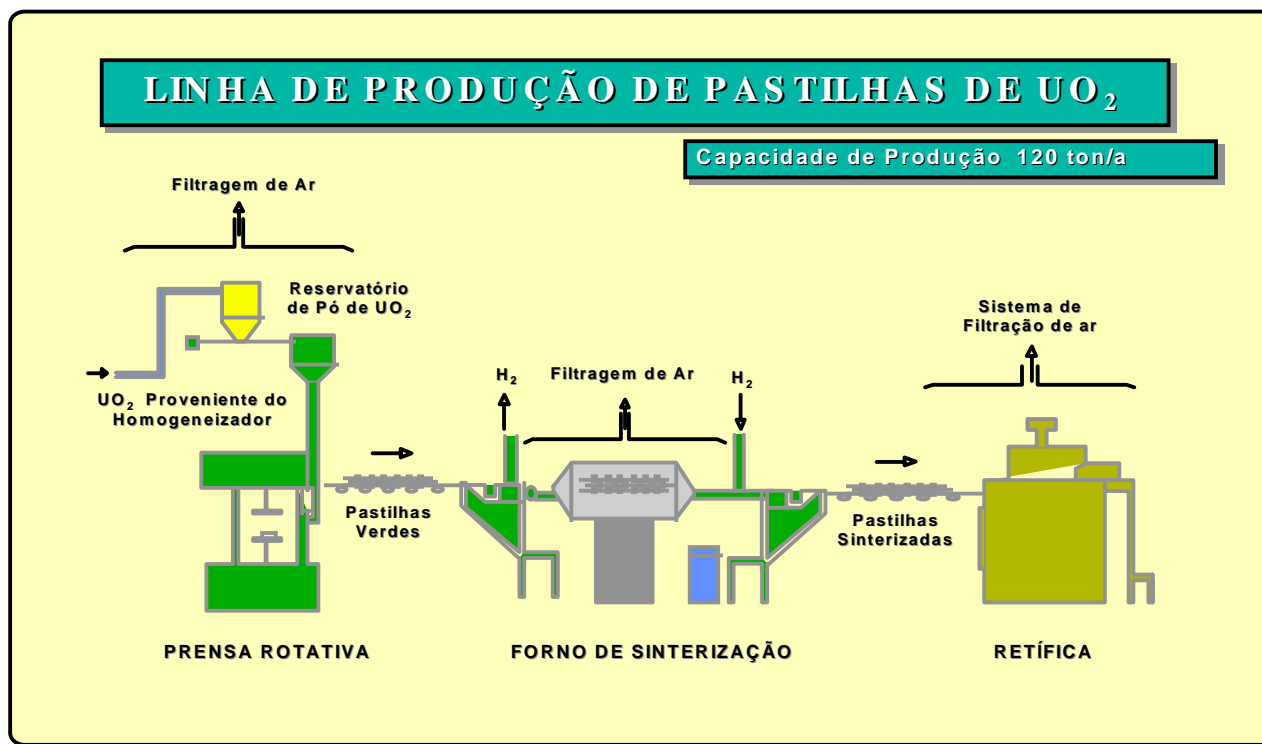 LINHA DE PRODUÇÃO DE PASTILHAS DE UO₂
Capacidade de Produção 120 ton/a
Filtragem de Ar
Reservatório
de Pó de UO₂
UO₂ Proveniente do
Homogeneizador
Pastilhas
Verdes
H₂
Filtragem de Ar
H₂
Pastilhas
Sinterizadas
Sistema de
Filtração de ar
PRENSA ROTATIVA
FORNO DE SINTERIZAÇÃO
RETÍFICA